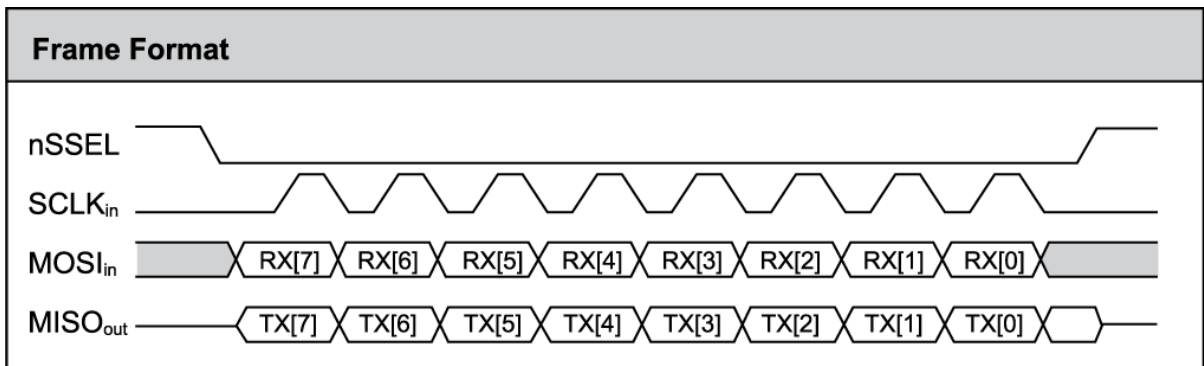 Frame Format
nSSEL
SCLKin
MOSIin RX[7] RX[6] RX[5] RX[4] RX[3] RX[2] RX[1] RX[0]
MISOout TX[7] TX[6] TX[5] TX[4] TX[3] TX[2] TX[1] TX[0]